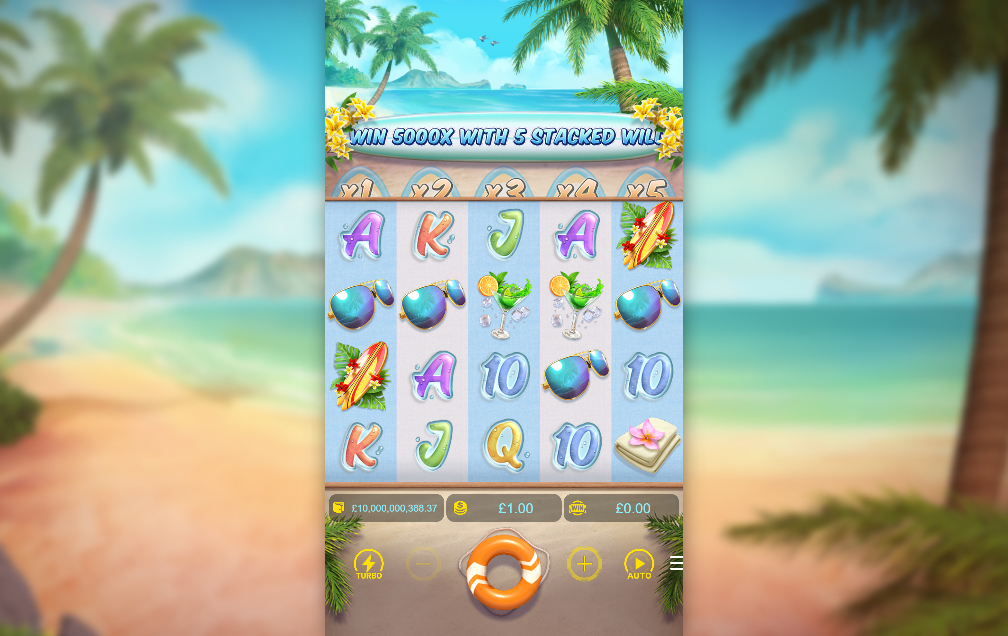 WIN 5000X WITH 5 STACKED WIL
x1 x2 x3 x4 x5
A K J A
A 10 10
K J Q 10
£10,000,000,388.37 £1.00 WIN £0.00
TURBO AUTO